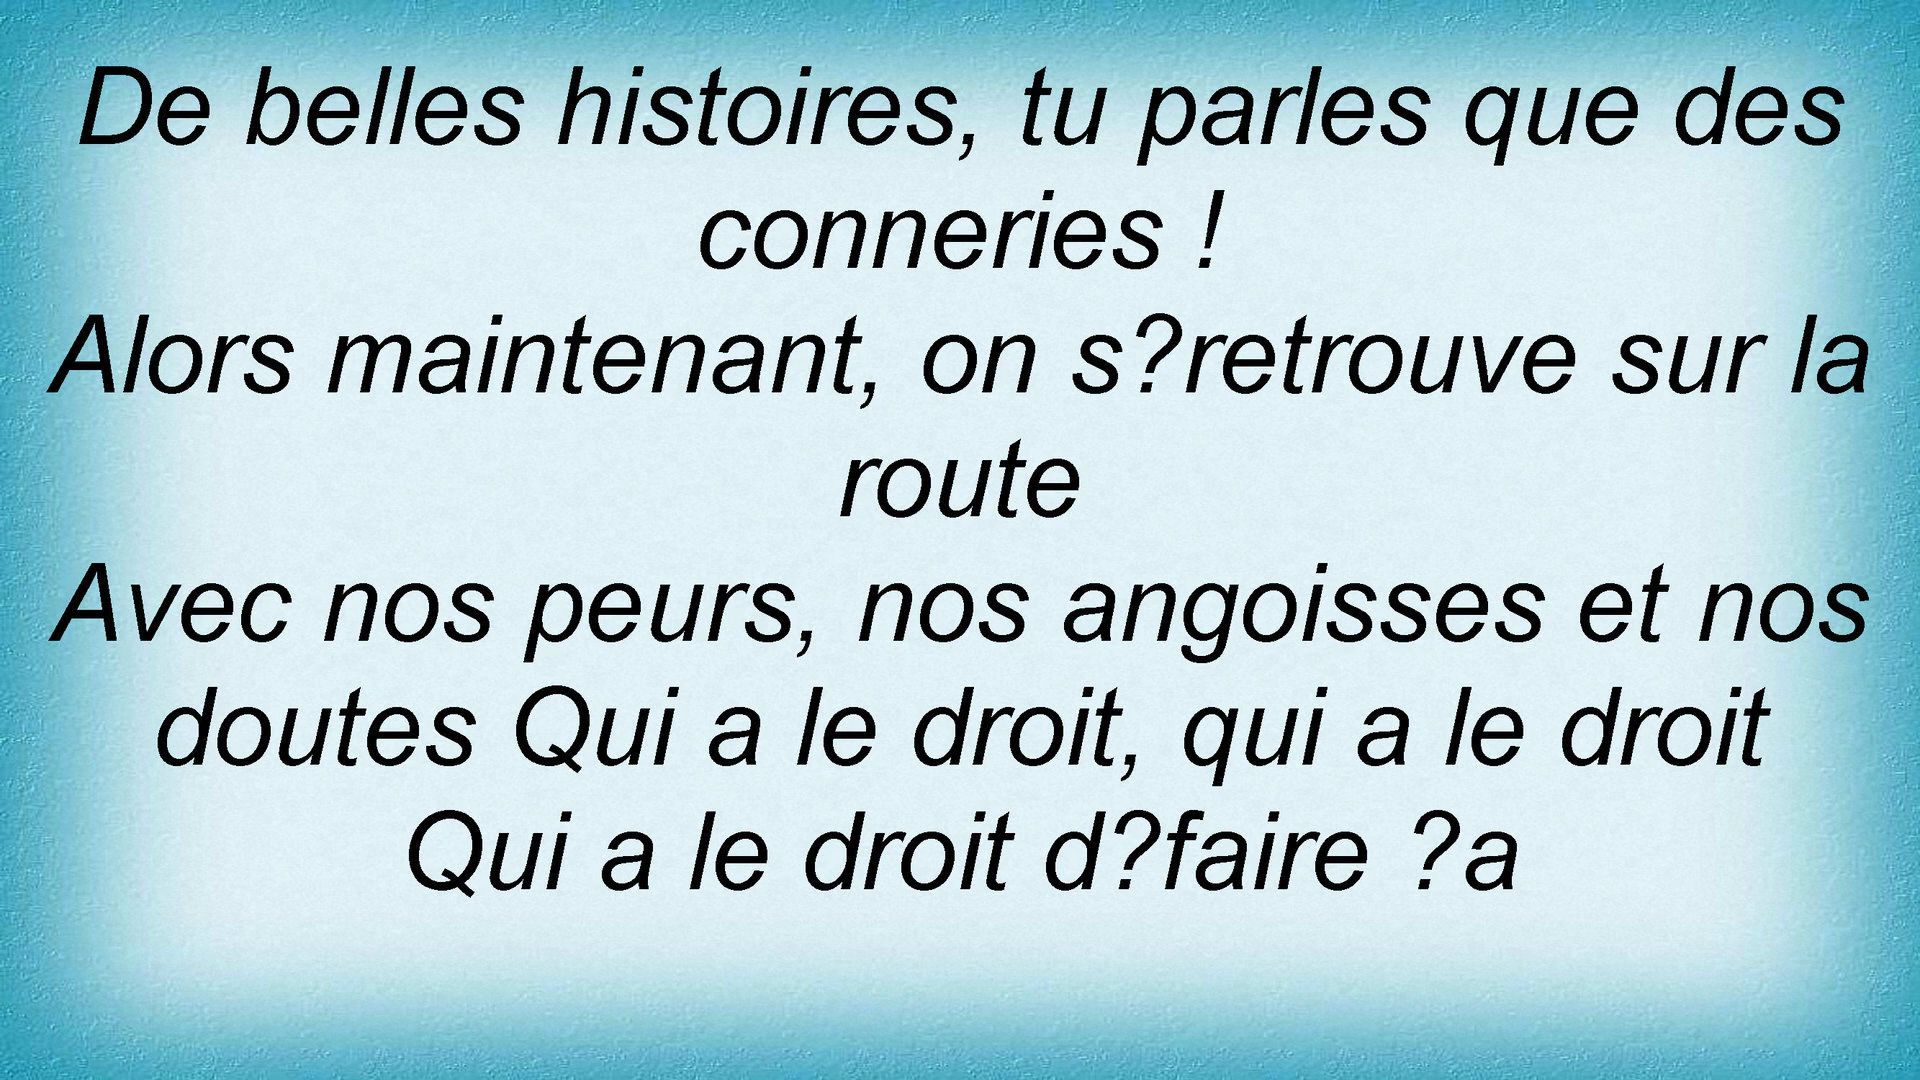 De belles histoires, tu parles que des
conneries !
Alors maintenant, on s?retrouve sur la
route
Avec nos peurs, nos angoisses et nos
doutes Qui a le droit, qui a le droit
Qui a le droit d?faire ?a